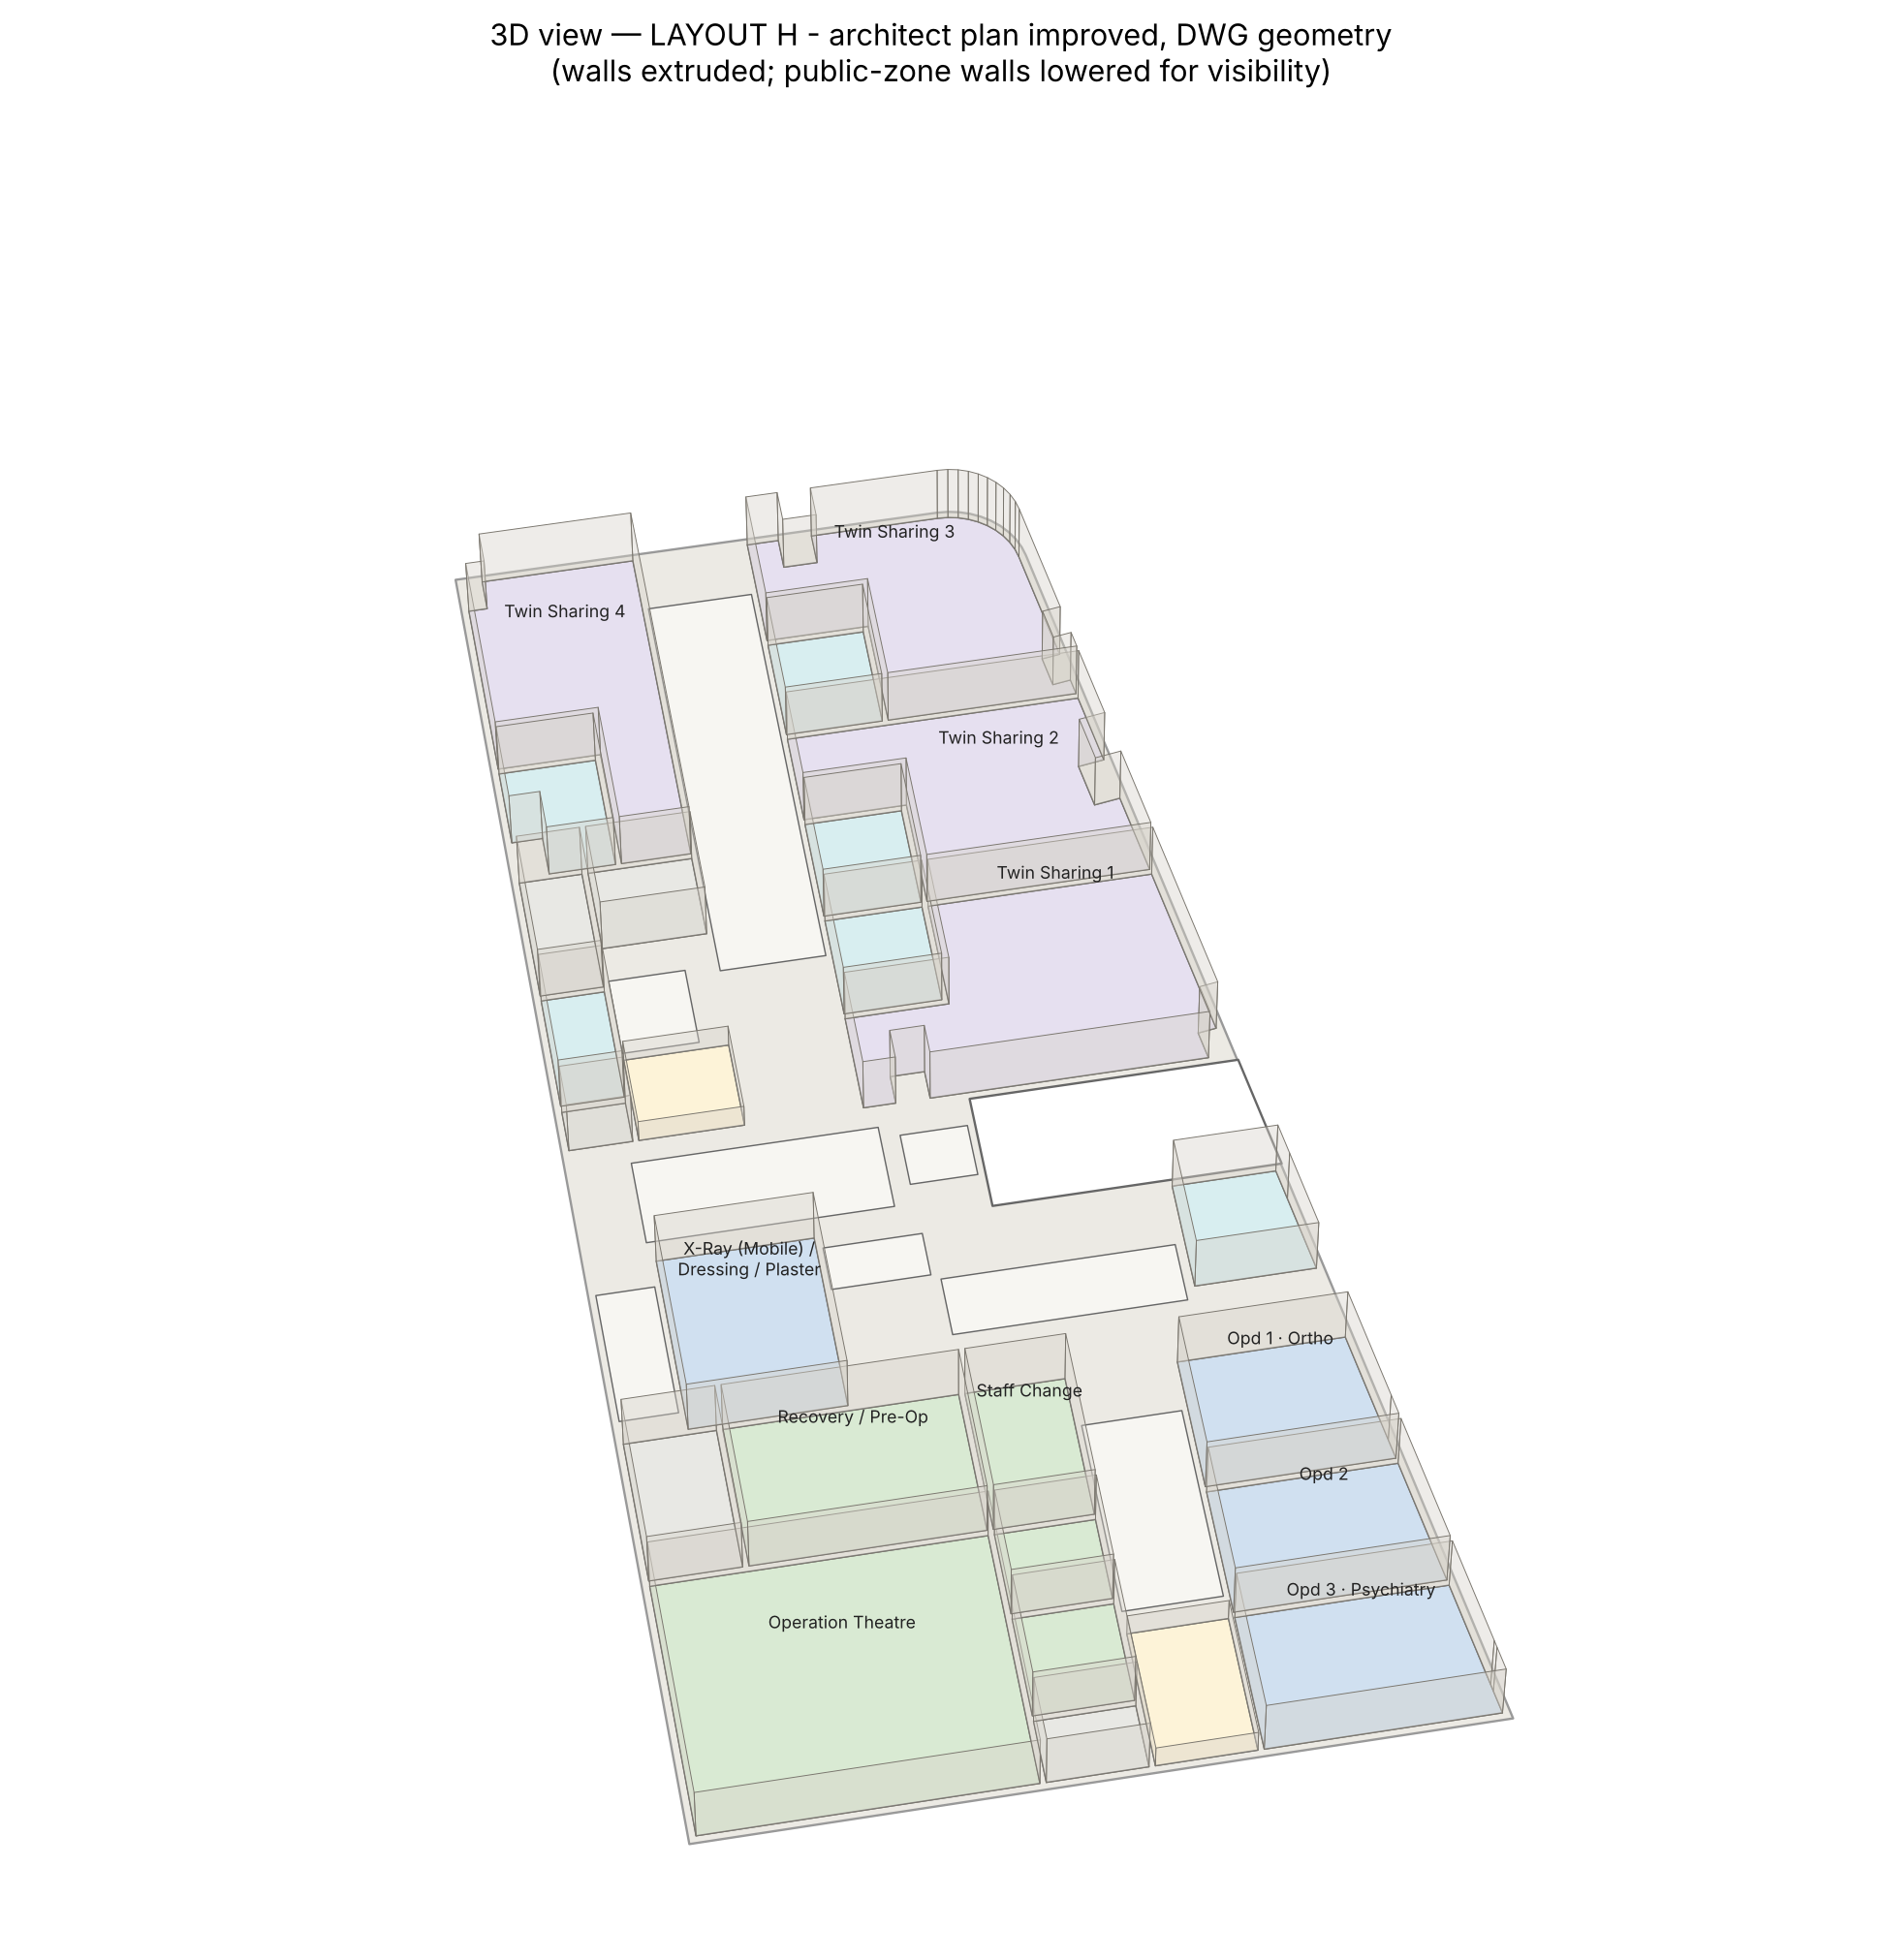 3D view — LAYOUT H - architect plan improved, DWG geometry
(walls extruded; public-zone walls lowered for visibility)
Twin Sharing 3
Twin Sharing 4
Twin Sharing 2
Twin Sharing 1
X-Ray (Mobile) /
Dressing / Plaster
Opd 1 · Ortho
Staff Change
Recovery / Pre-Op
Opd 2
Opd 3 · Psychiatry
Operation Theatre